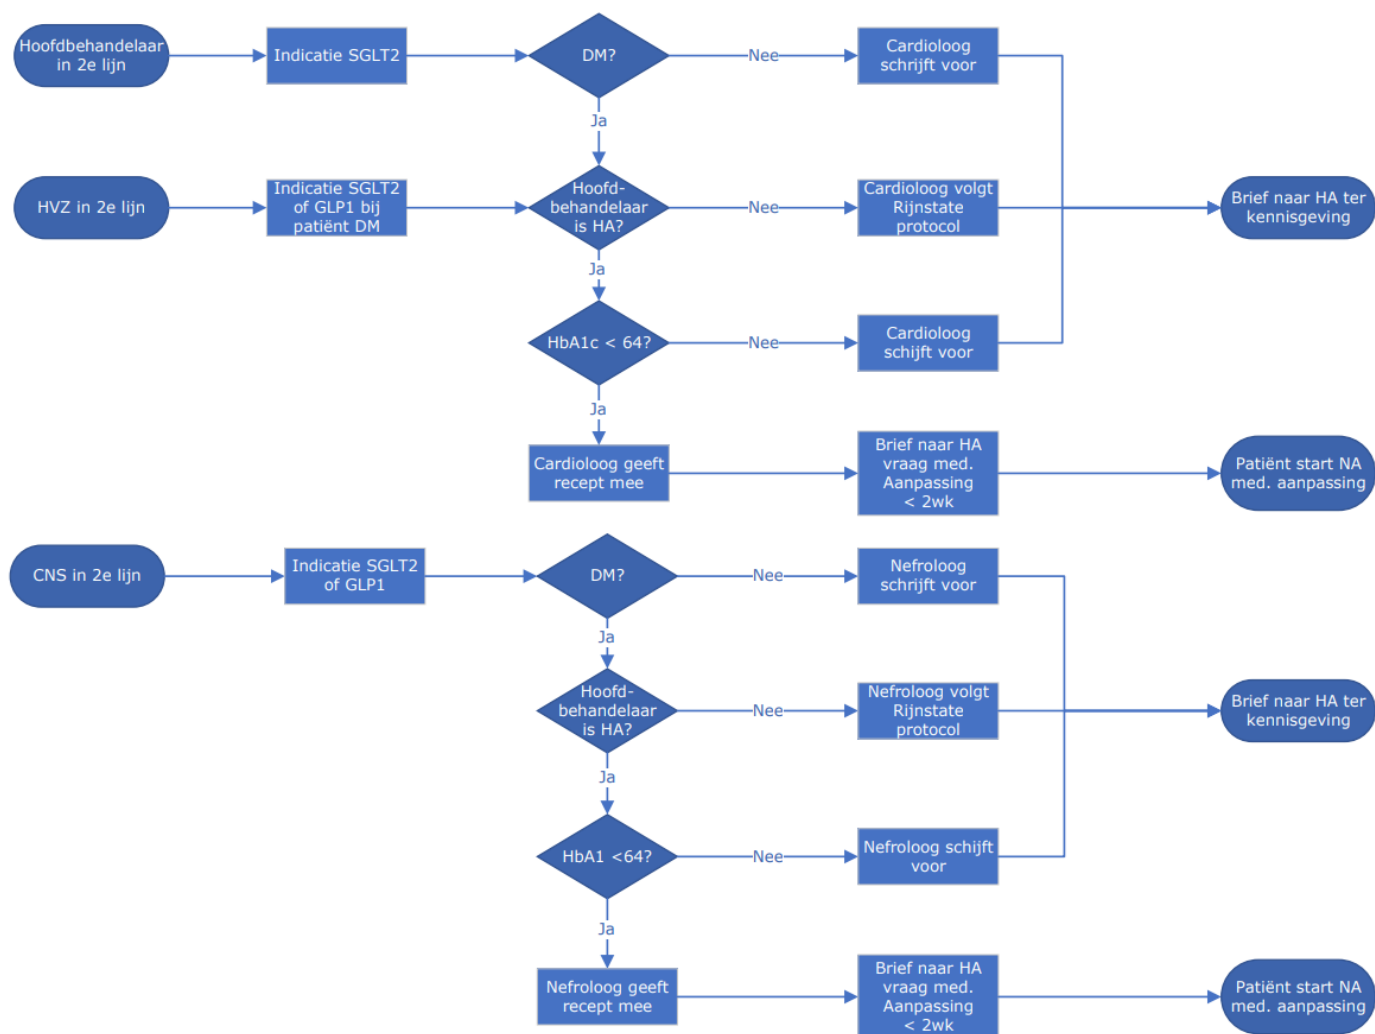 Hoofdbehandelaar
in 2e lijn
Indicatie SGLT2
DM?
Nee
Cardioloog
schrijft voor
Ja
HVZ in 2e lijn
Indicatie SGLT2
of GLP1 bij
patiënt DM
Hoofd-
behandelaar
is HA?
Nee
Cardioloog volgt
Rijnstate
protocol
Brief naar HA ter
kennisgeving
Ja
HbA1c < 64?
Nee
Cardioloog
schijft voor
Ja
Cardioloog geeft
recept mee
Brief naar HA
vraag med.
Aanpassing
< 2wk
Patiënt start NA
med. aanpassing
CNS in 2e lijn
Indicatie SGLT2
of GLP1
DM?
Nee
Nefroloog
schrijft voor
Ja
Hoofd-
behandelaar
is HA?
Nee
Nefroloog volgt
Rijnstate
protocol
Brief naar HA ter
kennisgeving
Ja
HbA1 <64?
Nee
Nefroloog schijft
voor
Ja
Nefroloog geeft
recept mee
Brief naar HA
vraag med.
Aanpassing
< 2wk
Patiënt start NA
med. aanpassing